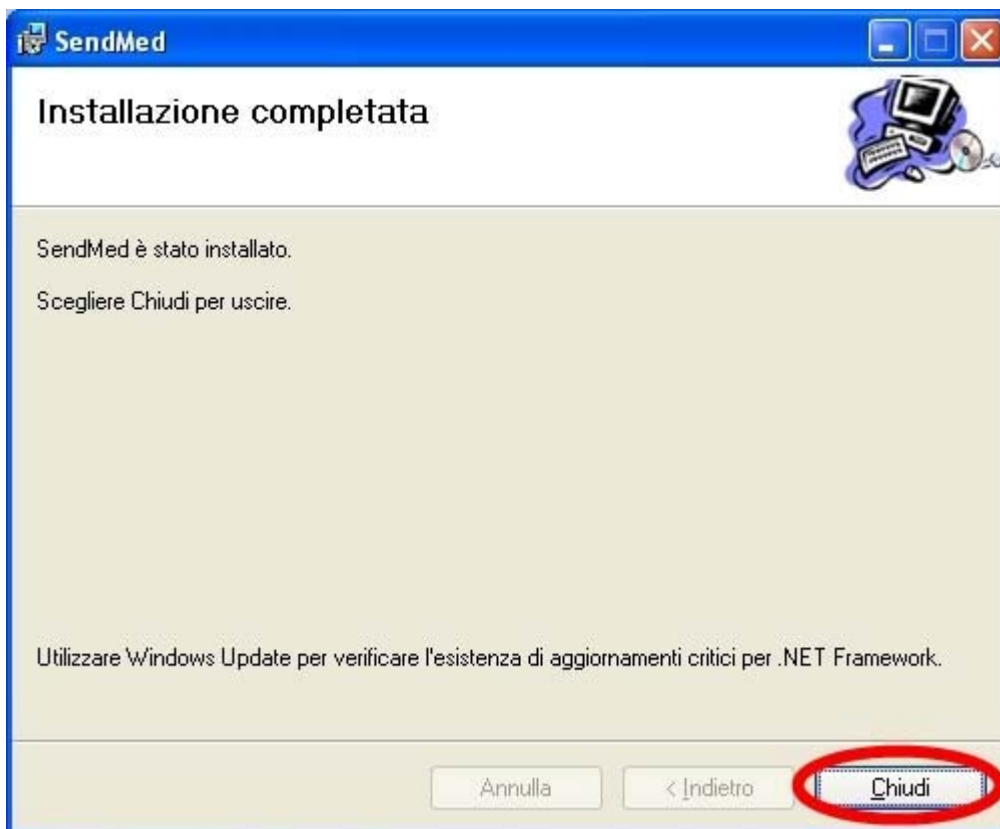 SendMed
Installazione completata
SendMed è stato installato.
Scegliere Chiudi per uscire.
Utilizzare Windows Update per verificare l'esistenza di aggiornamenti critici per .NET Framework.
Annulla < Indietro Chiudi